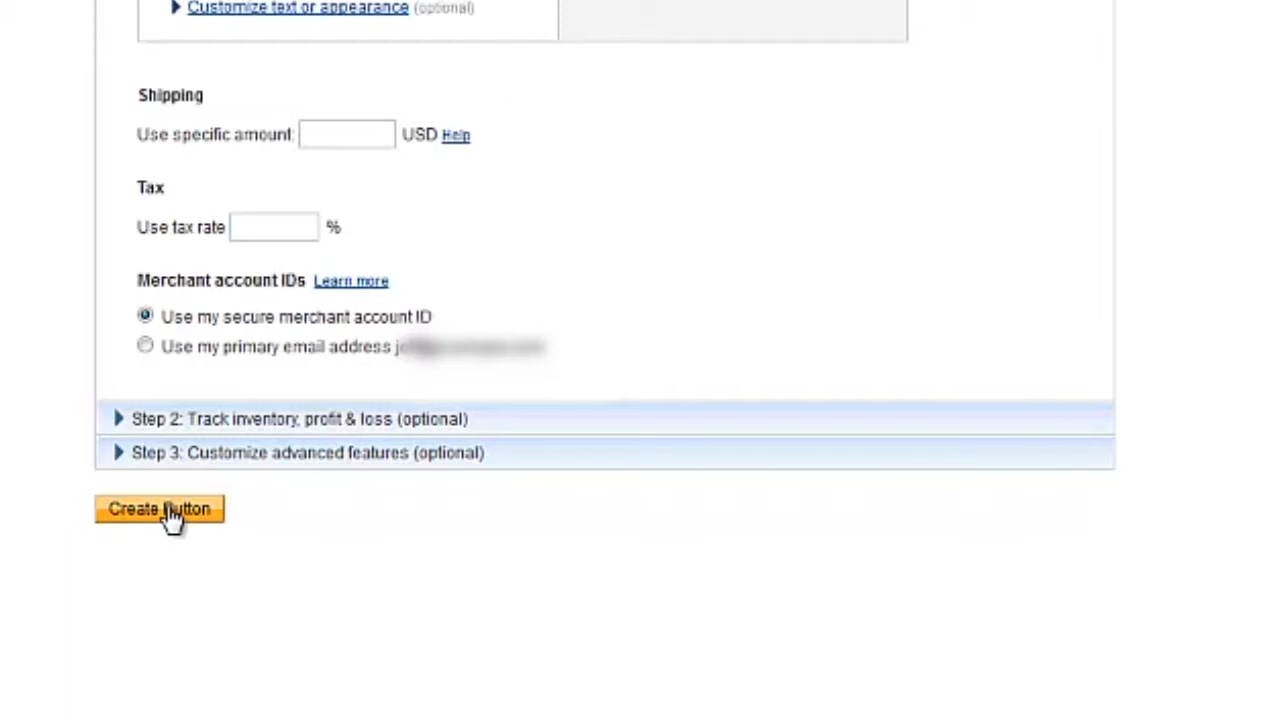 Customize text or appearance (optional)
Shipping
Use specific amount: USD Help
Tax
Use tax rate %
Merchant account IDs Learn more
Use my secure merchant account ID
Use my primary email address
Step 2: Track inventory, profit & loss (optional)
Step 3: Customize advanced features (optional)
Create Button